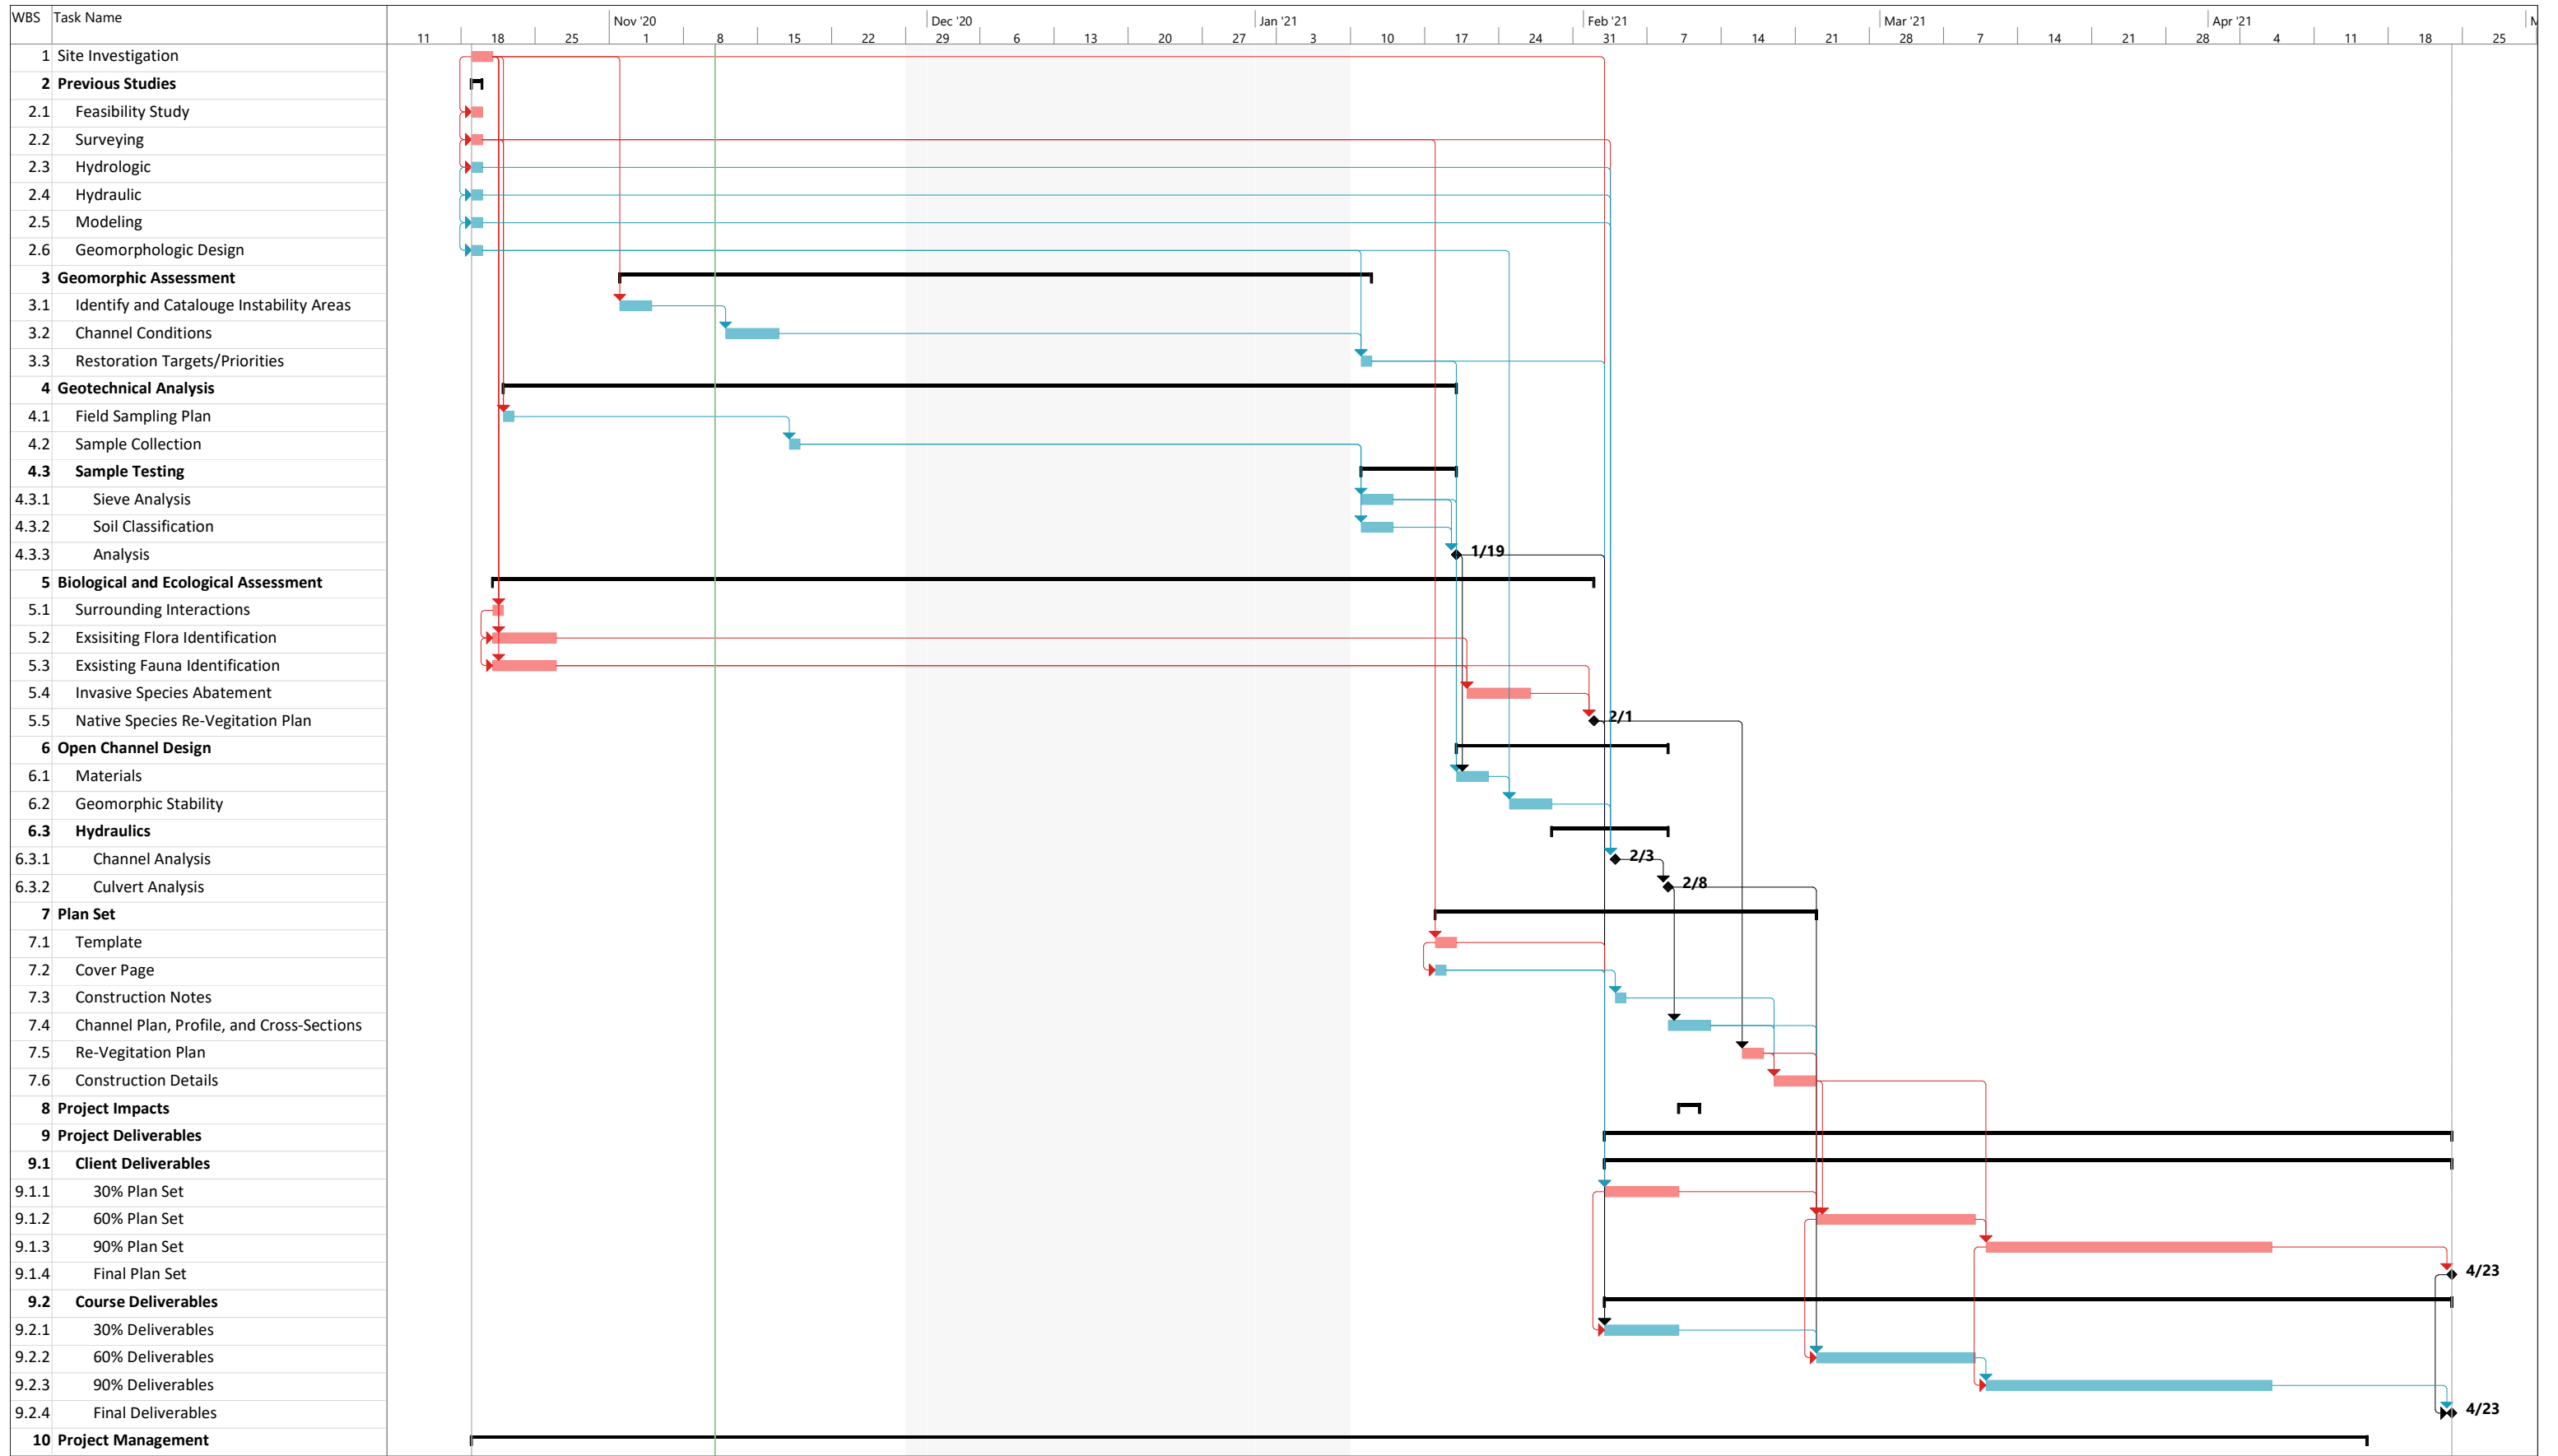 WBS Task Name
Nov '20 Dec '20 Jan '21 Feb '21 Mar '21 Apr '21
11 18 25 1 8 15 22 29 6 13 20 27 3 10 17 24 31 7 14 21 28 7 14 21 28 4 11 18 25
1 Site Investigation
2 Previous Studies
2.1 Feasibility Study
2.2 Surveying
2.3 Hydrologic
2.4 Hydraulic
2.5 Modeling
2.6 Geomorphologic Design
3 Geomorphic Assessment
3.1 Identify and Catalouge Instability Areas
3.2 Channel Conditions
3.3 Restoration Targets/Priorities
4 Geotechnical Analysis
4.1 Field Sampling Plan
4.2 Sample Collection
4.3 Sample Testing
4.3.1 Sieve Analysis
4.3.2 Soil Classification
4.3.3 Analysis 1/19
5 Biological and Ecological Assessment
5.1 Surrounding Interactions
5.2 Exsisiting Flora Identification
5.3 Exsisting Fauna Identification
5.4 Invasive Species Abatement
5.5 Native Species Re-Vegitation Plan 2/1
6 Open Channel Design
6.1 Materials
6.2 Geomorphic Stability
6.3 Hydraulics
6.3.1 Channel Analysis 2/3
6.3.2 Culvert Analysis 2/8
7 Plan Set
7.1 Template
7.2 Cover Page
7.3 Construction Notes
7.4 Channel Plan, Profile, and Cross-Sections
7.5 Re-Vegitation Plan
7.6 Construction Details
8 Project Impacts
9 Project Deliverables
9.1 Client Deliverables
9.1.1 30% Plan Set
9.1.2 60% Plan Set
9.1.3 90% Plan Set
9.1.4 Final Plan Set 4/23
9.2 Course Deliverables
9.2.1 30% Deliverables
9.2.2 60% Deliverables
9.2.3 90% Deliverables
9.2.4 Final Deliverables 4/23
10 Project Management